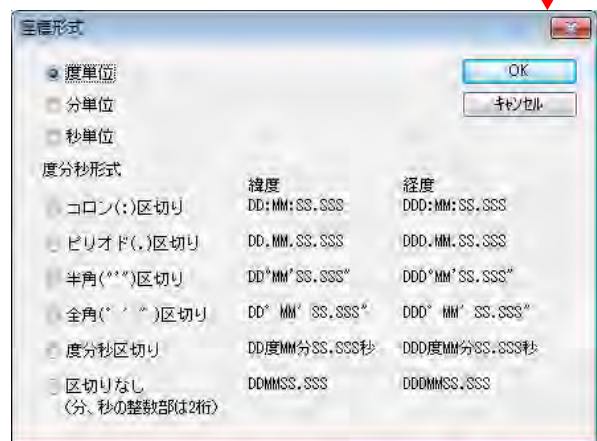 座標形式
度単位
OK
分単位
キャンセル
秒単位
度分秒形式
緯度 経度
コロン(:)区切り DD:MM:SS.SSS DDD:MM:SS.SSS
ピリオド(.)区切り DD.MM.SS.SSS DDD.MM.SS.SSS
半角(°'")区切り DD°MM'SS.SSS" DDD°MM'SS.SSS"
全角(゜′″)区切り DD゜MM′SS.SSS″ DDD゜MM′SS.SSS″
度分秒区切り DD度MM分SS.SSS秒 DDD度MM分SS.SSS秒
区切りなし DDMMSS.SSS DDDMMSS.SSS
(分、秒の整数部は2桁)